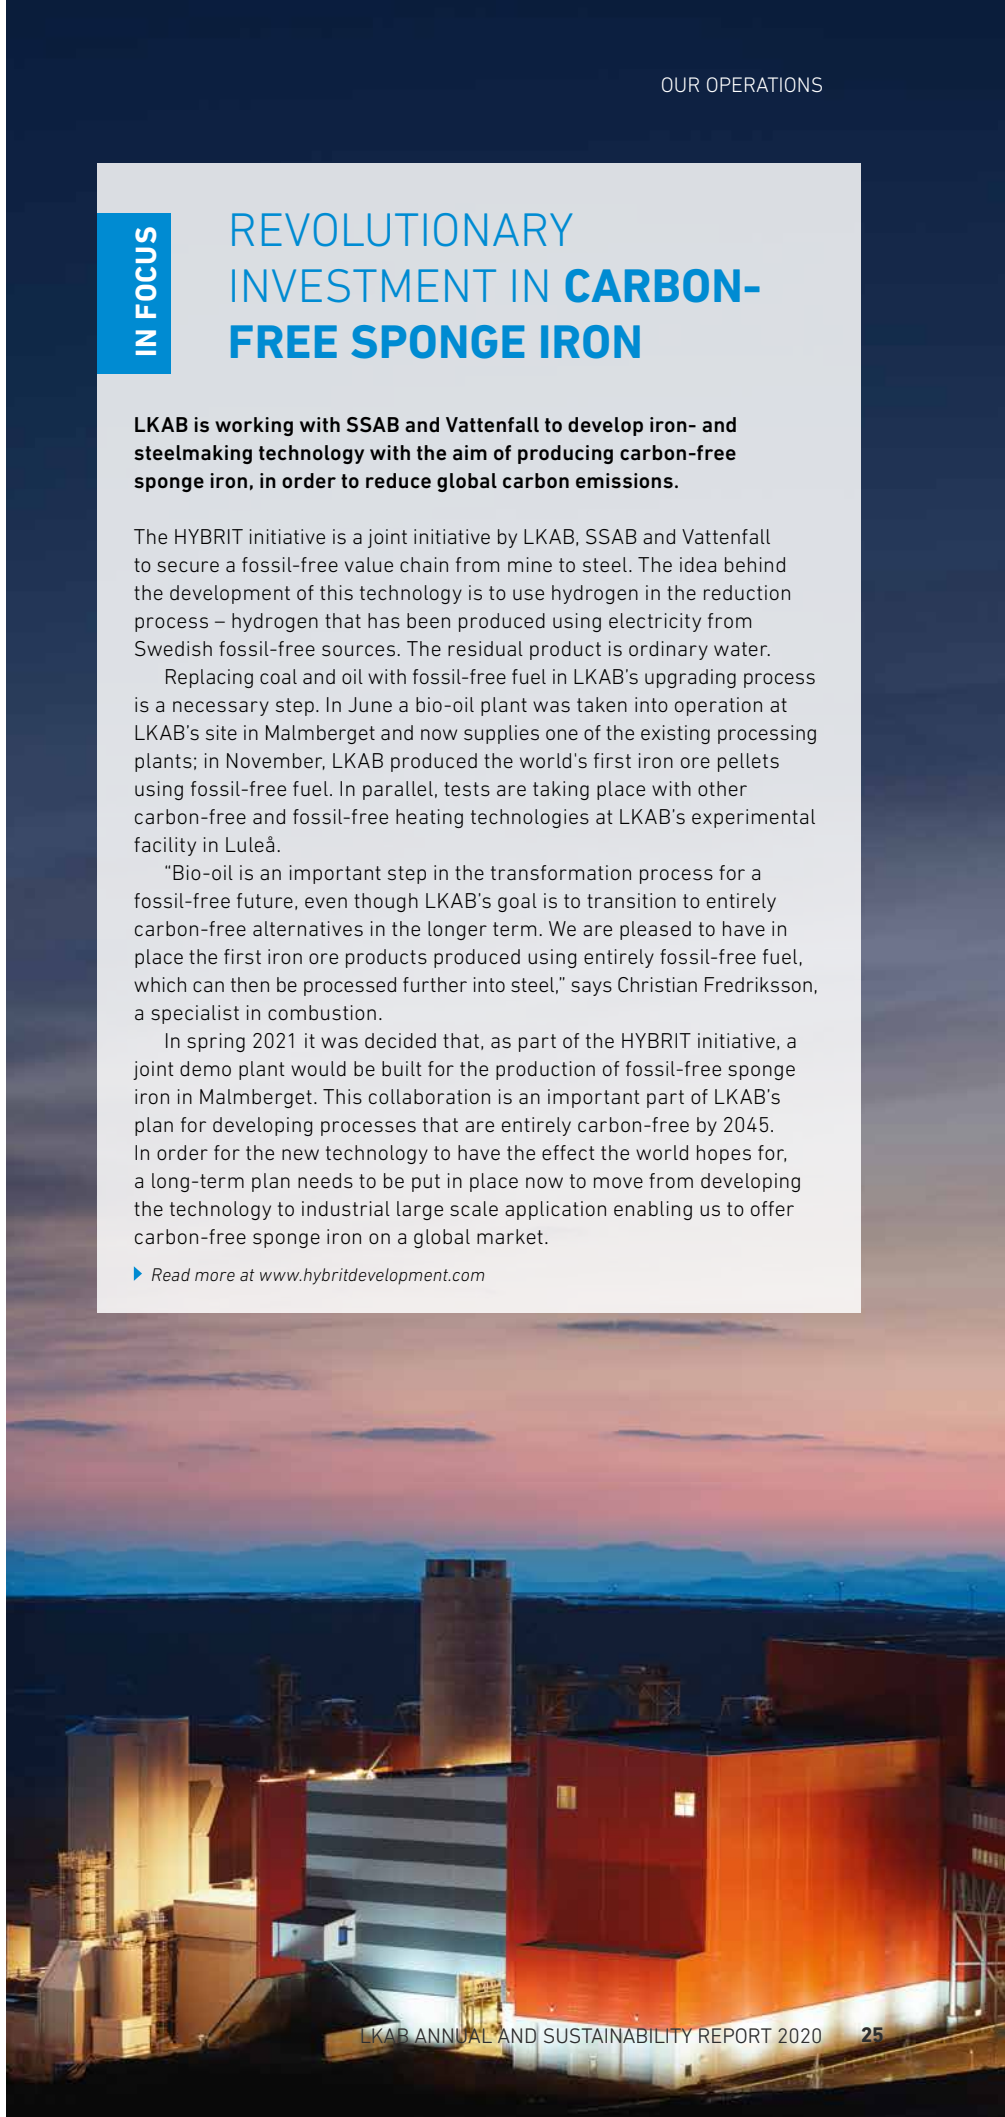 OUR OPERATIONS
IN FOCUS
REVOLUTIONARY
INVESTMENT IN CARBON-
FREE SPONGE IRON
LKAB is working with SSAB and Vattenfall to develop iron- and
steelmaking technology with the aim of producing carbon-free
sponge iron, in order to reduce global carbon emissions.
The HYBRIT initiative is a joint initiative by LKAB, SSAB and Vattenfall
to secure a fossil-free value chain from mine to steel. The idea behind
the development of this technology is to use hydrogen in the reduction
process – hydrogen that has been produced using electricity from
Swedish fossil-free sources. The residual product is ordinary water.
Replacing coal and oil with fossil-free fuel in LKAB’s upgrading process
is a necessary step. In June a bio-oil plant was taken into operation at
LKAB’s site in Malmberget and now supplies one of the existing processing
plants; in November, LKAB produced the world's first iron ore pellets
using fossil-free fuel. In parallel, tests are taking place with other
carbon-free and fossil-free heating technologies at LKAB’s experimental
facility in Luleå.
“Bio-oil is an important step in the transformation process for a
fossil-free future, even though LKAB’s goal is to transition to entirely
carbon-free alternatives in the longer term. We are pleased to have in
place the first iron ore products produced using entirely fossil-free fuel,
which can then be processed further into steel,” says Christian Fredriksson,
a specialist in combustion.
In spring 2021 it was decided that, as part of the HYBRIT initiative, a
joint demo plant would be built for the production of fossil-free sponge
iron in Malmberget. This collaboration is an important part of LKAB’s
plan for developing processes that are entirely carbon-free by 2045.
In order for the new technology to have the effect the world hopes for,
a long-term plan needs to be put in place now to move from developing
the technology to industrial large scale application enabling us to offer
carbon-free sponge iron on a global market.
Read more at www.hybritdevelopment.com
LKAB ANNUAL AND SUSTAINABILITY REPORT 2020 25